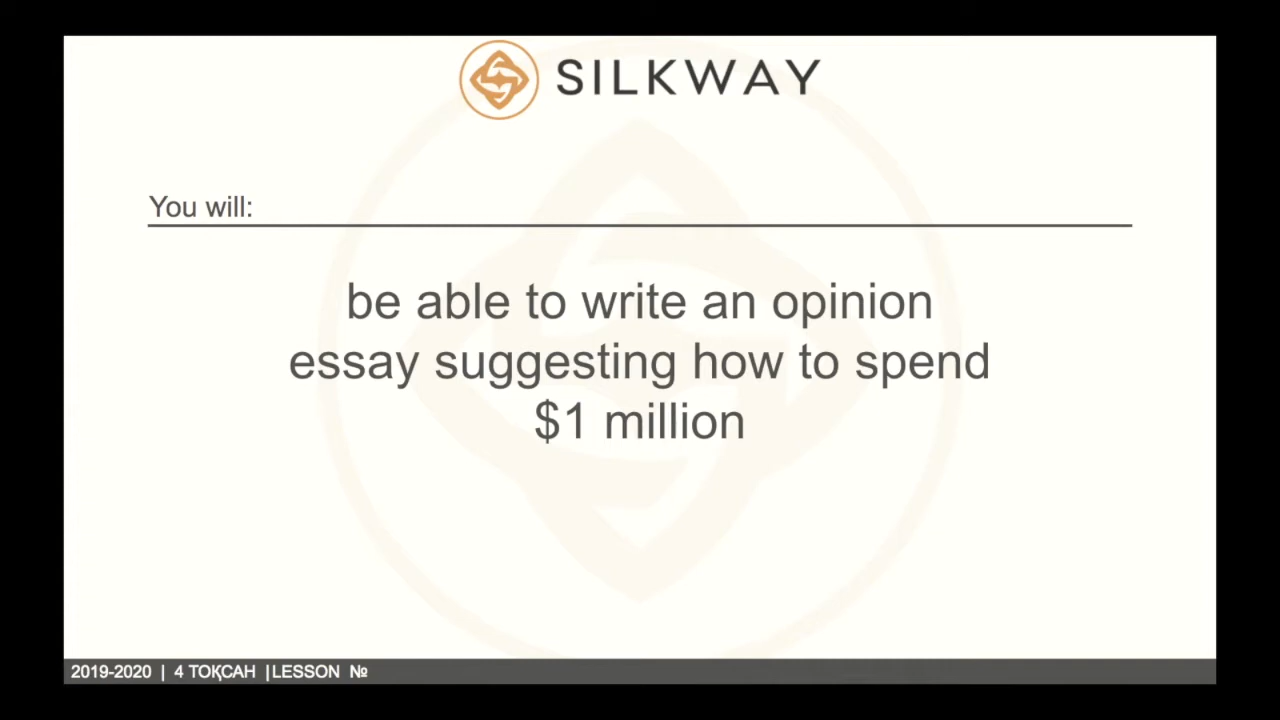 SILKWAY
You will:
be able to write an opinion
essay suggesting how to spend
$1 million
2019-2020 | 4 ТОҚСАН |LESSON №